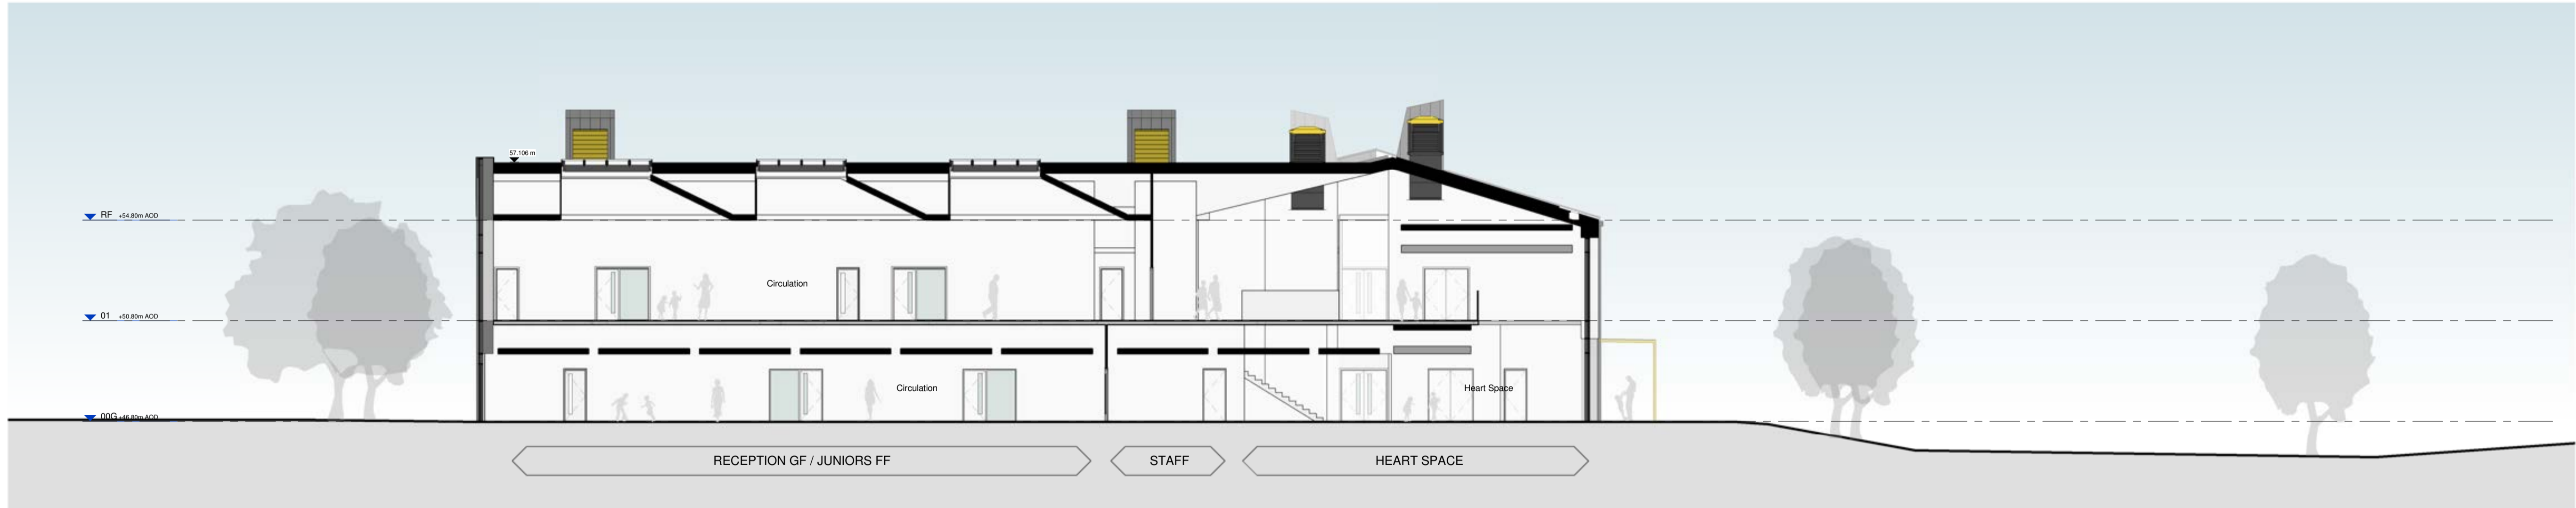 57.106 m
RF +54.80m AOD
Circulation
01 +50.80m AOD
Circulation
Heart Space
00G +46.80m AOD
RECEPTION GF / JUNIORS FF
STAFF
HEART SPACE